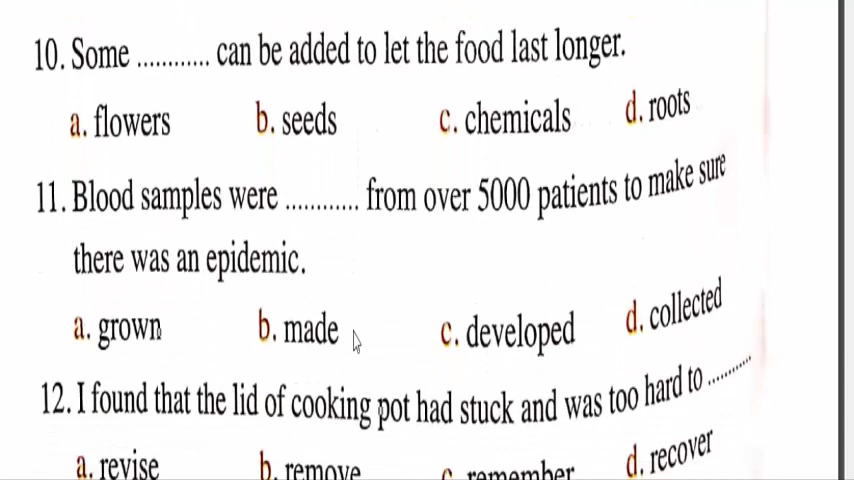 10. Some ............ can be added to let the food last longer.
a. flowers b. seeds c. chemicals d. roots
11. Blood samples were ............ from over 5000 patients to make sure
there was an epidemic.
a. grown b. made c. developed d. collected
12. I found that the lid of cooking pot had stuck and was too hard to ..........
a. revise b. remove c. remember d. recover